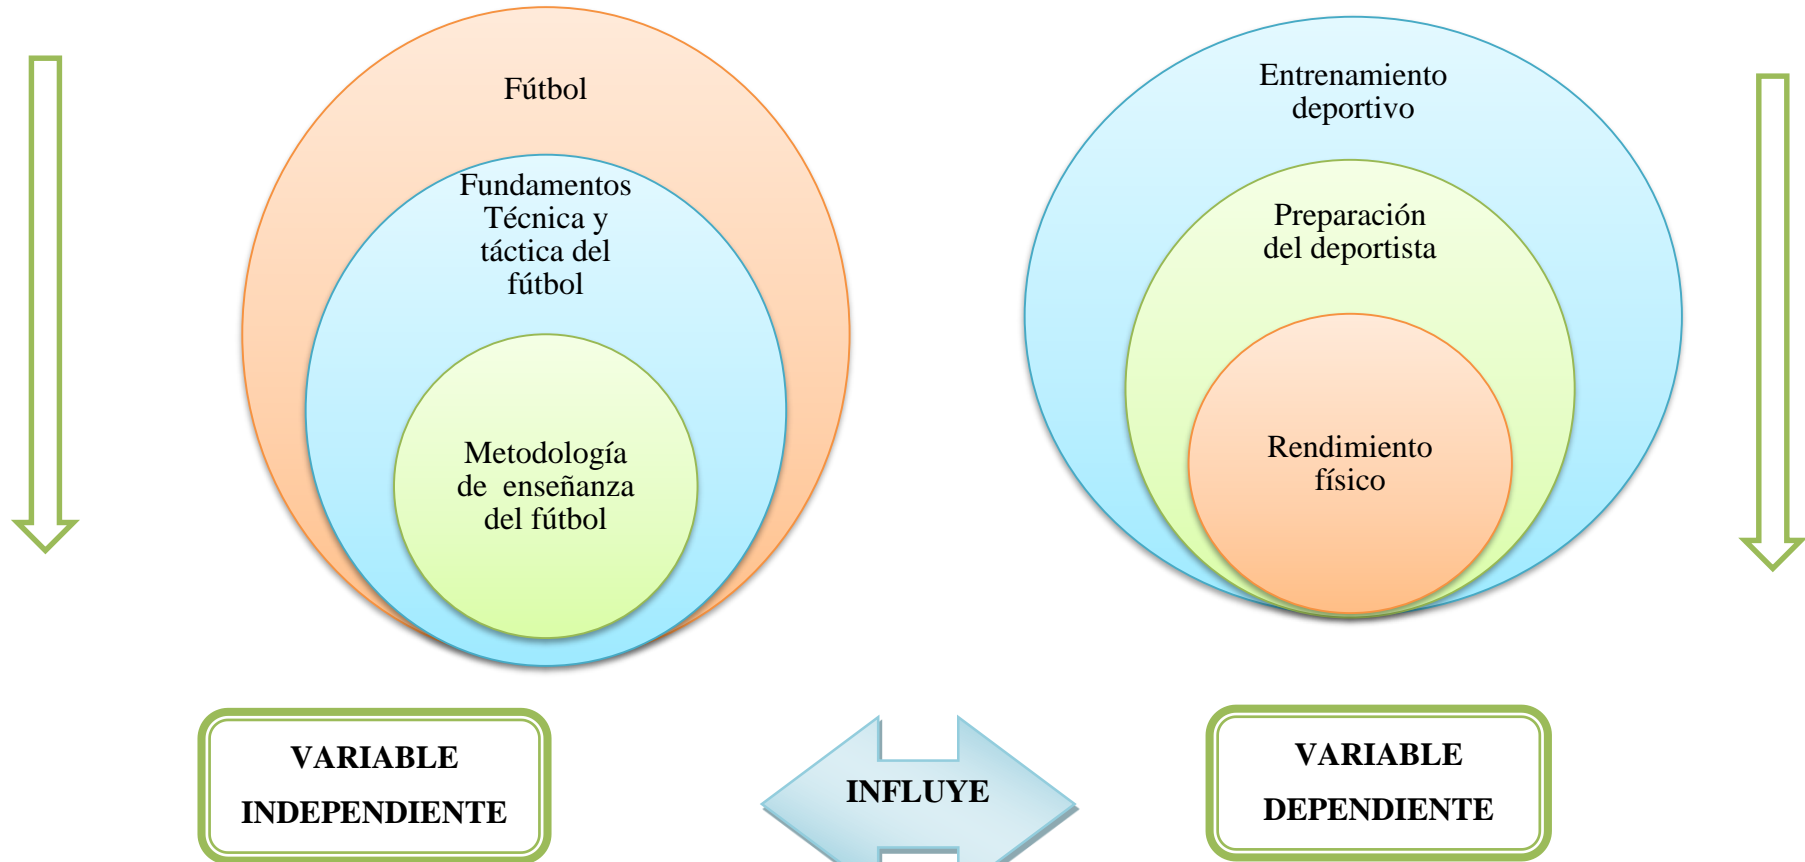 Fútbol
Fundamentos
Técnica y
táctica del
fútbol
Metodología
de enseñanza
del fútbol
Entrenamiento
deportivo
Preparación
del deportista
Rendimiento
físico
VARIABLE
INDEPENDIENTE
INFLUYE
VARIABLE
DEPENDIENTE